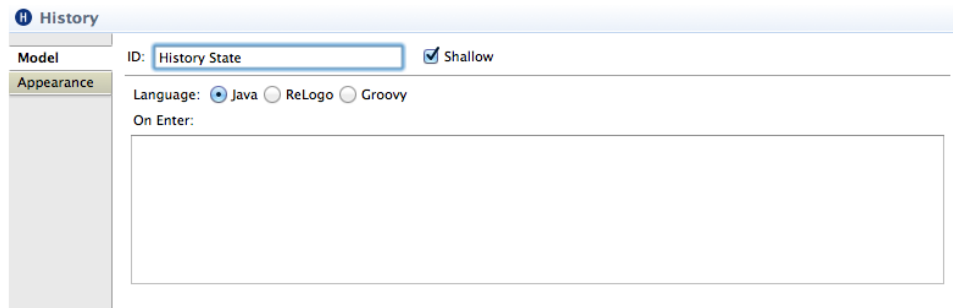 H History
Model
ID: History State Shallow
Appearance
Language: Java ReLogo Groovy
On Enter: